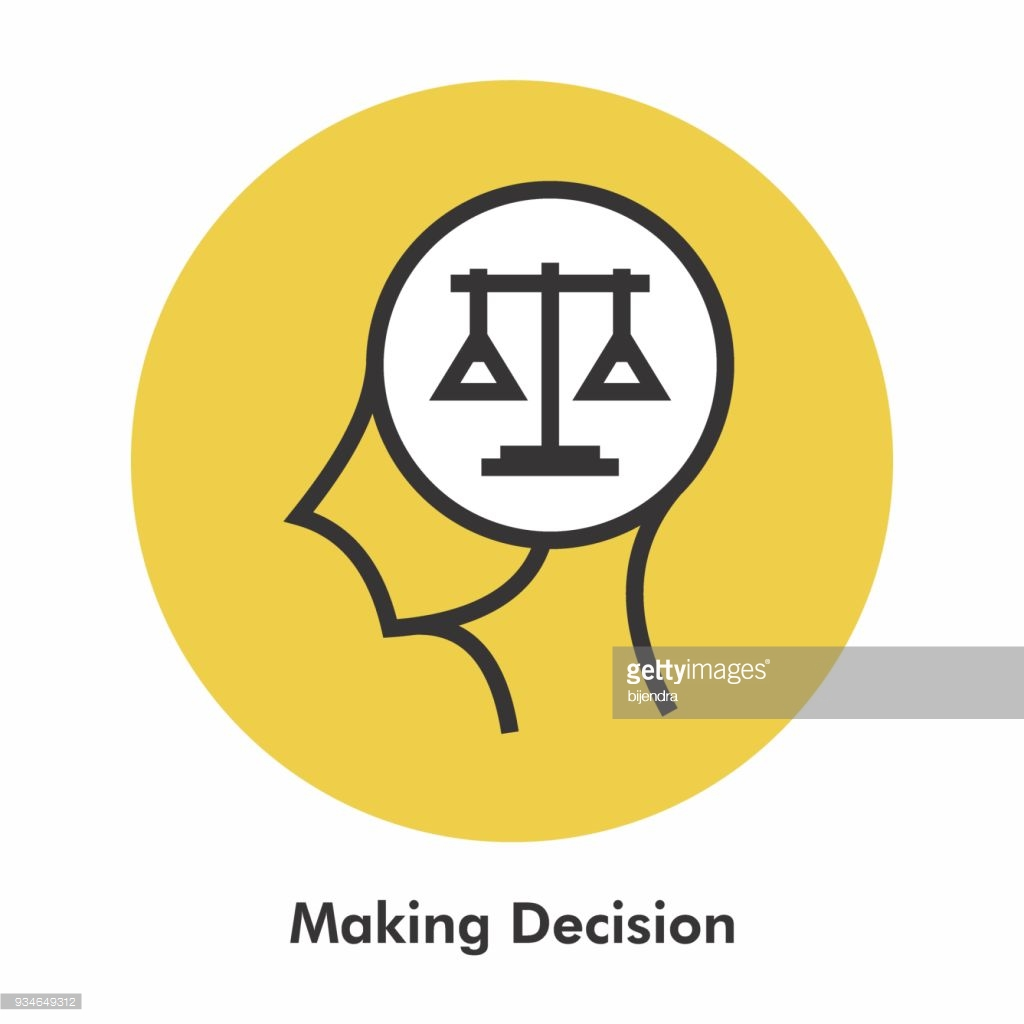 gettyimages®
bijendra
Making Decision
934649312